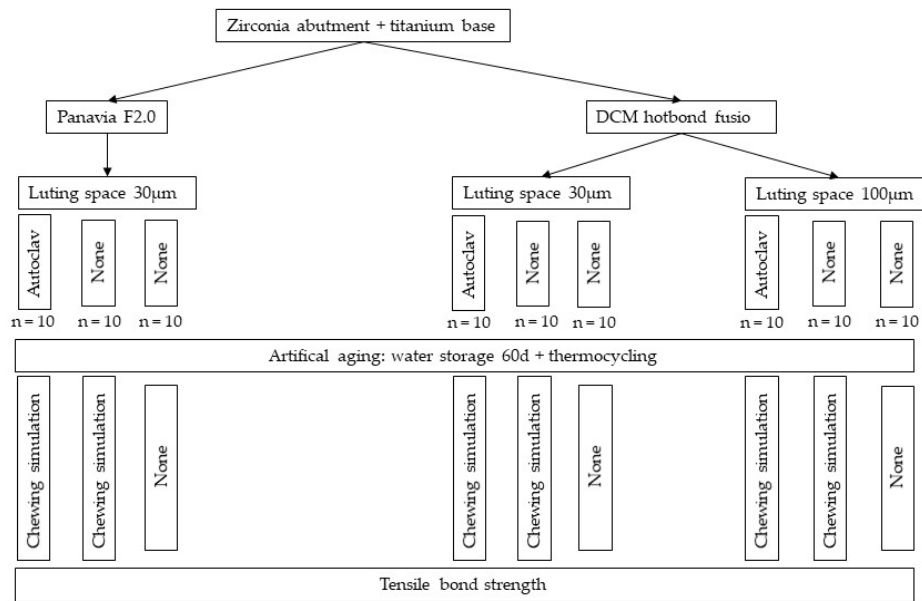 Zirconia abutment + titanium base
Panavia F2.0
DCM hotbond fusio
Luting space 30µm
Luting space 30µm
Luting space 100µm
Autoclav
None
None
Autoclav
None
None
Autoclav
None
None
n = 10
n = 10
n = 10
n = 10
n = 10
n = 10
n = 10
n = 10
n = 10
Artifical aging: water storage 60d + thermocycling
Chewing simulation
Chewing simulation
None
Chewing simulation
Chewing simulation
None
Chewing simulation
Chewing simulation
None
Tensile bond strength